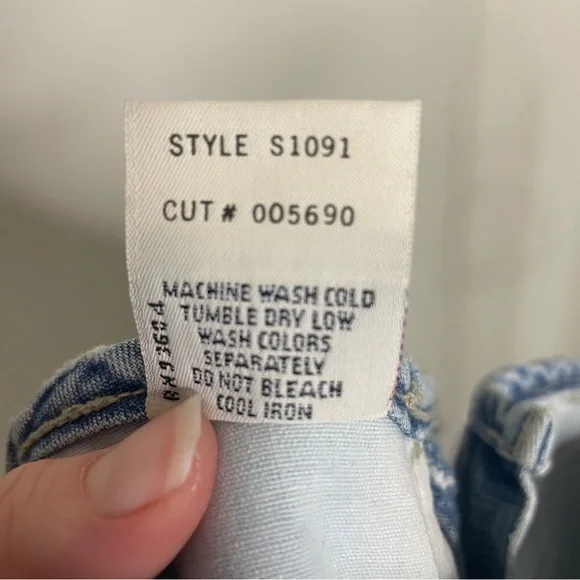 STYLE S1091
CUT # 005690
MACHINE WASH COLD
TUMBLE DRY LOW
WASH COLORS
SEPARATELY
DO NOT BLEACH
COOL IRON